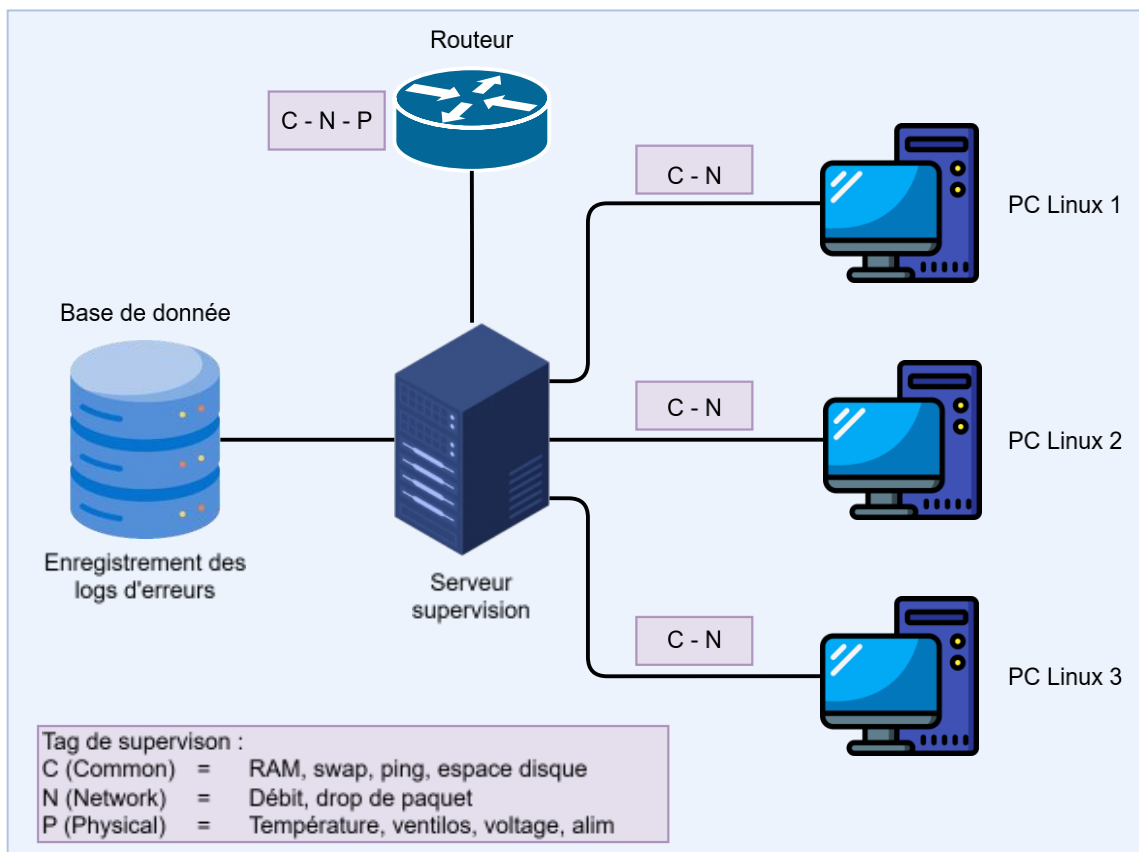 Routeur
C - N - P
C - N
PC Linux 1
Base de donnée
C - N
PC Linux 2
Enregistrement des
logs d'erreurs
Serveur
supervision
C - N
PC Linux 3
Tag de supervison :
C (Common) = RAM, swap, ping, espace disque
N (Network) = Débit, drop de paquet
P (Physical) = Température, ventilos, voltage, alim